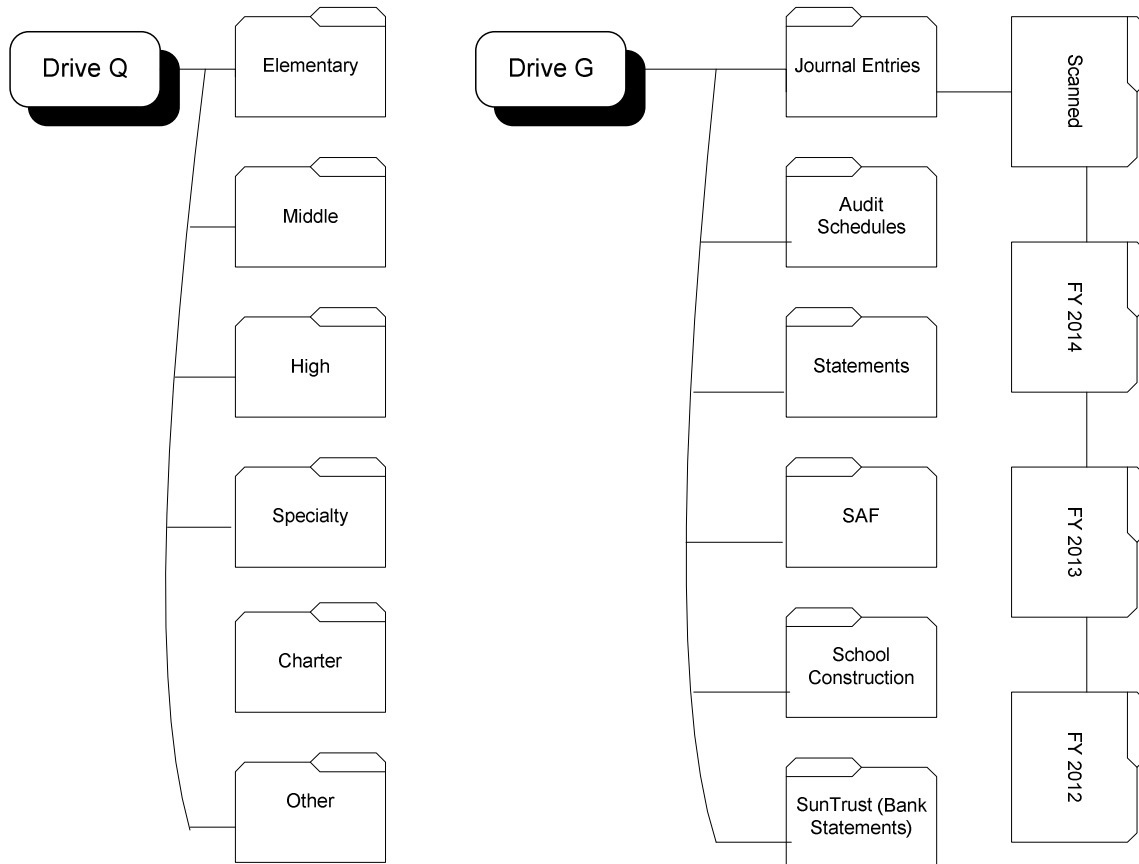 Drive Q
Elementary
Middle
High
Specialty
Charter
Other
Drive G
Journal Entries
Audit
Schedules
Statements
SAF
School
Construction
SunTrust (Bank
Statements)
Scanned
FY 2014
FY 2013
FY 2012